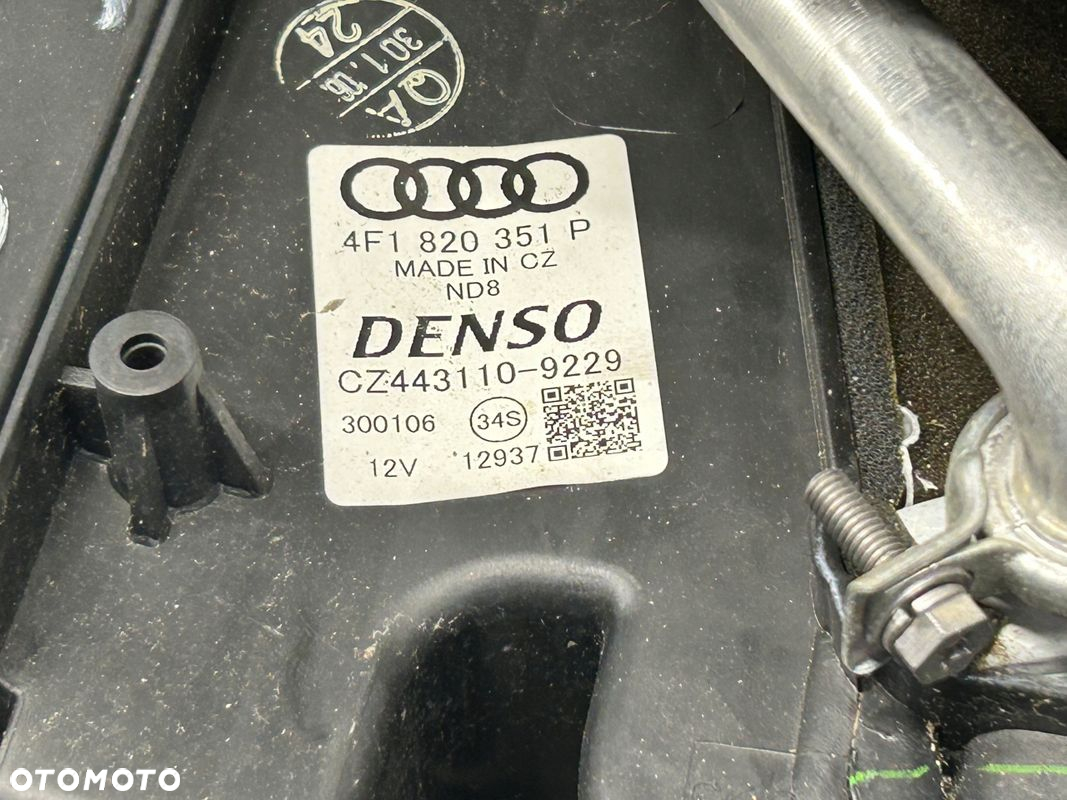 24
30.1.06.
QA
4F1 820 351 P
MADE IN CZ
ND8
DENSO
CZ443110-9229
300106 34S
12V 12937
OTOMOTO